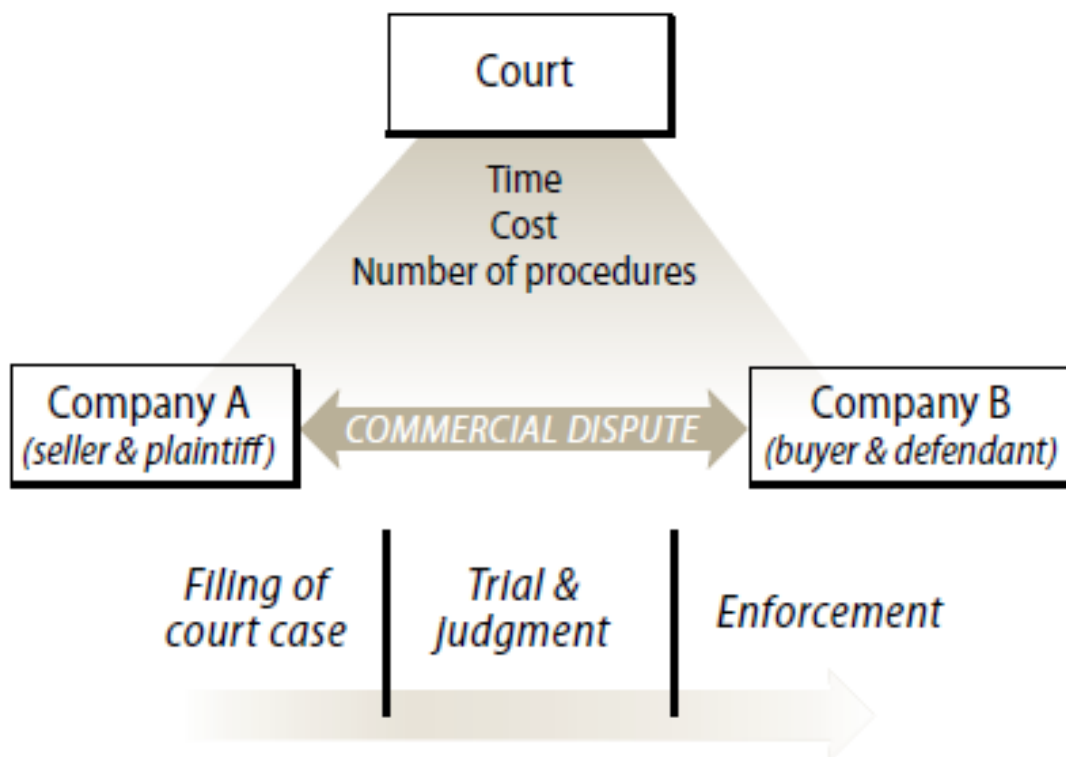 Court
Time
Cost
Number of procedures
Company A
(seller & plaintiff)
COMMERCIAL DISPUTE
Company B
(buyer & defendant)
Filing of
court case
Trial &
judgment
Enforcement